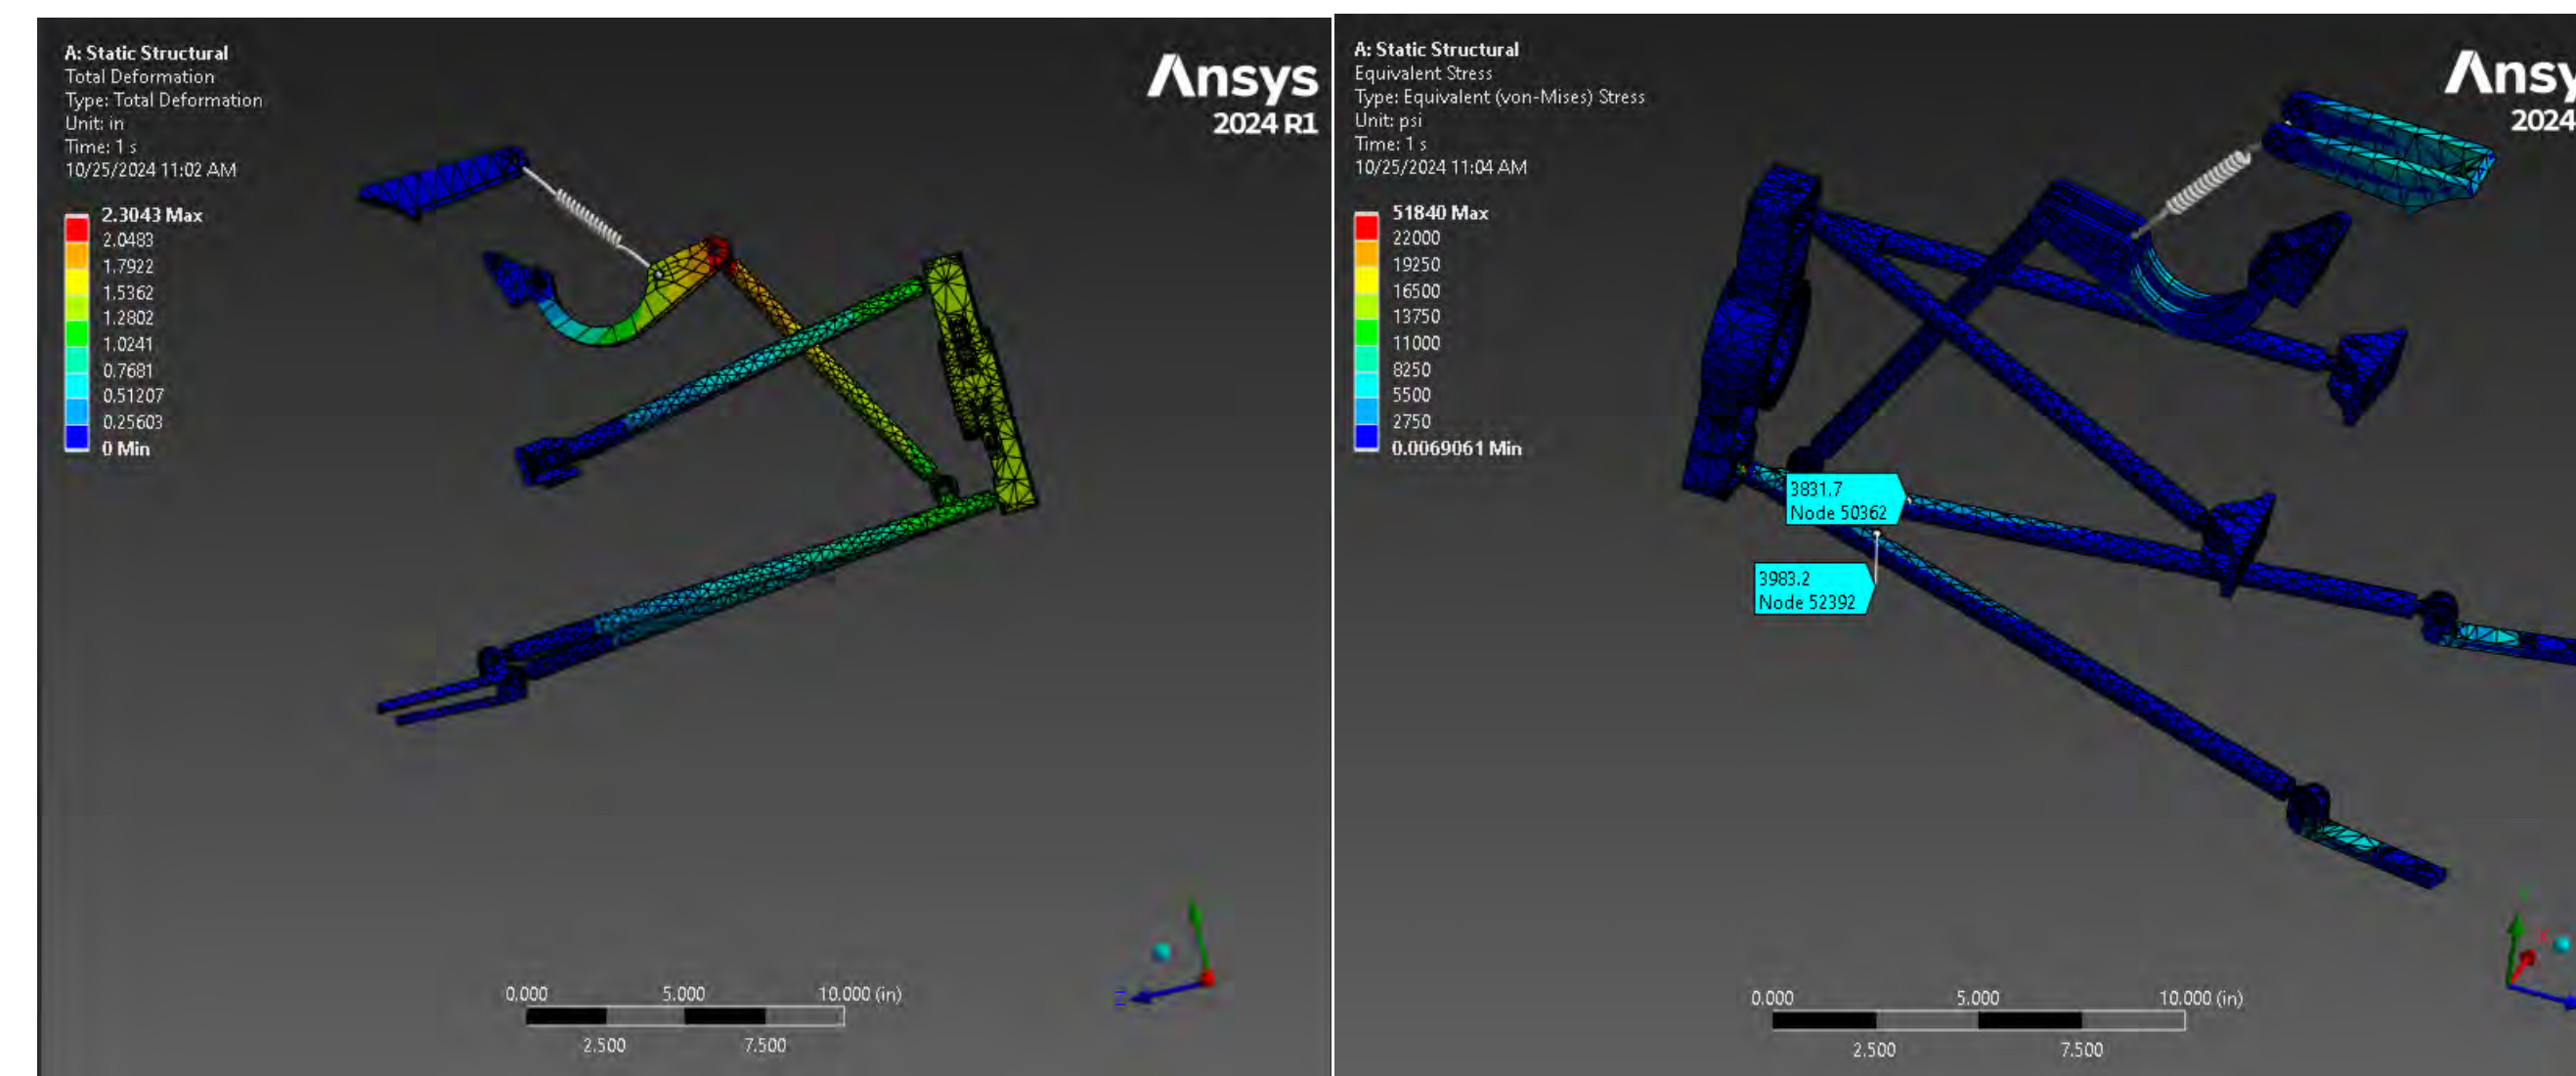 A: Static Structural
Total Deformation
Type: Total Deformation
Unit: in
Time: 1 s
10/25/2024 11:02 AM
2.3043 Max
2.0483
1.7922
1.5362
1.2802
1.0241
0.7681
0.51207
0.25603
0 Min
Ansys
2024 R1
0.000 5.000 10.000 (in)
2.500 7.500
Z
A: Static Structural
Equivalent Stress
Type: Equivalent (von-Mises) Stress
Unit: psi
Time: 1 s
10/25/2024 11:04 AM
51840 Max
22000
19250
16500
13750
11000
8250
5500
2750
0.0069061 Min
Ansy
2024
3831.7
Node 50362
3983.2
Node 52392
0.000 5.000 10.000 (in)
2.500 7.500
X